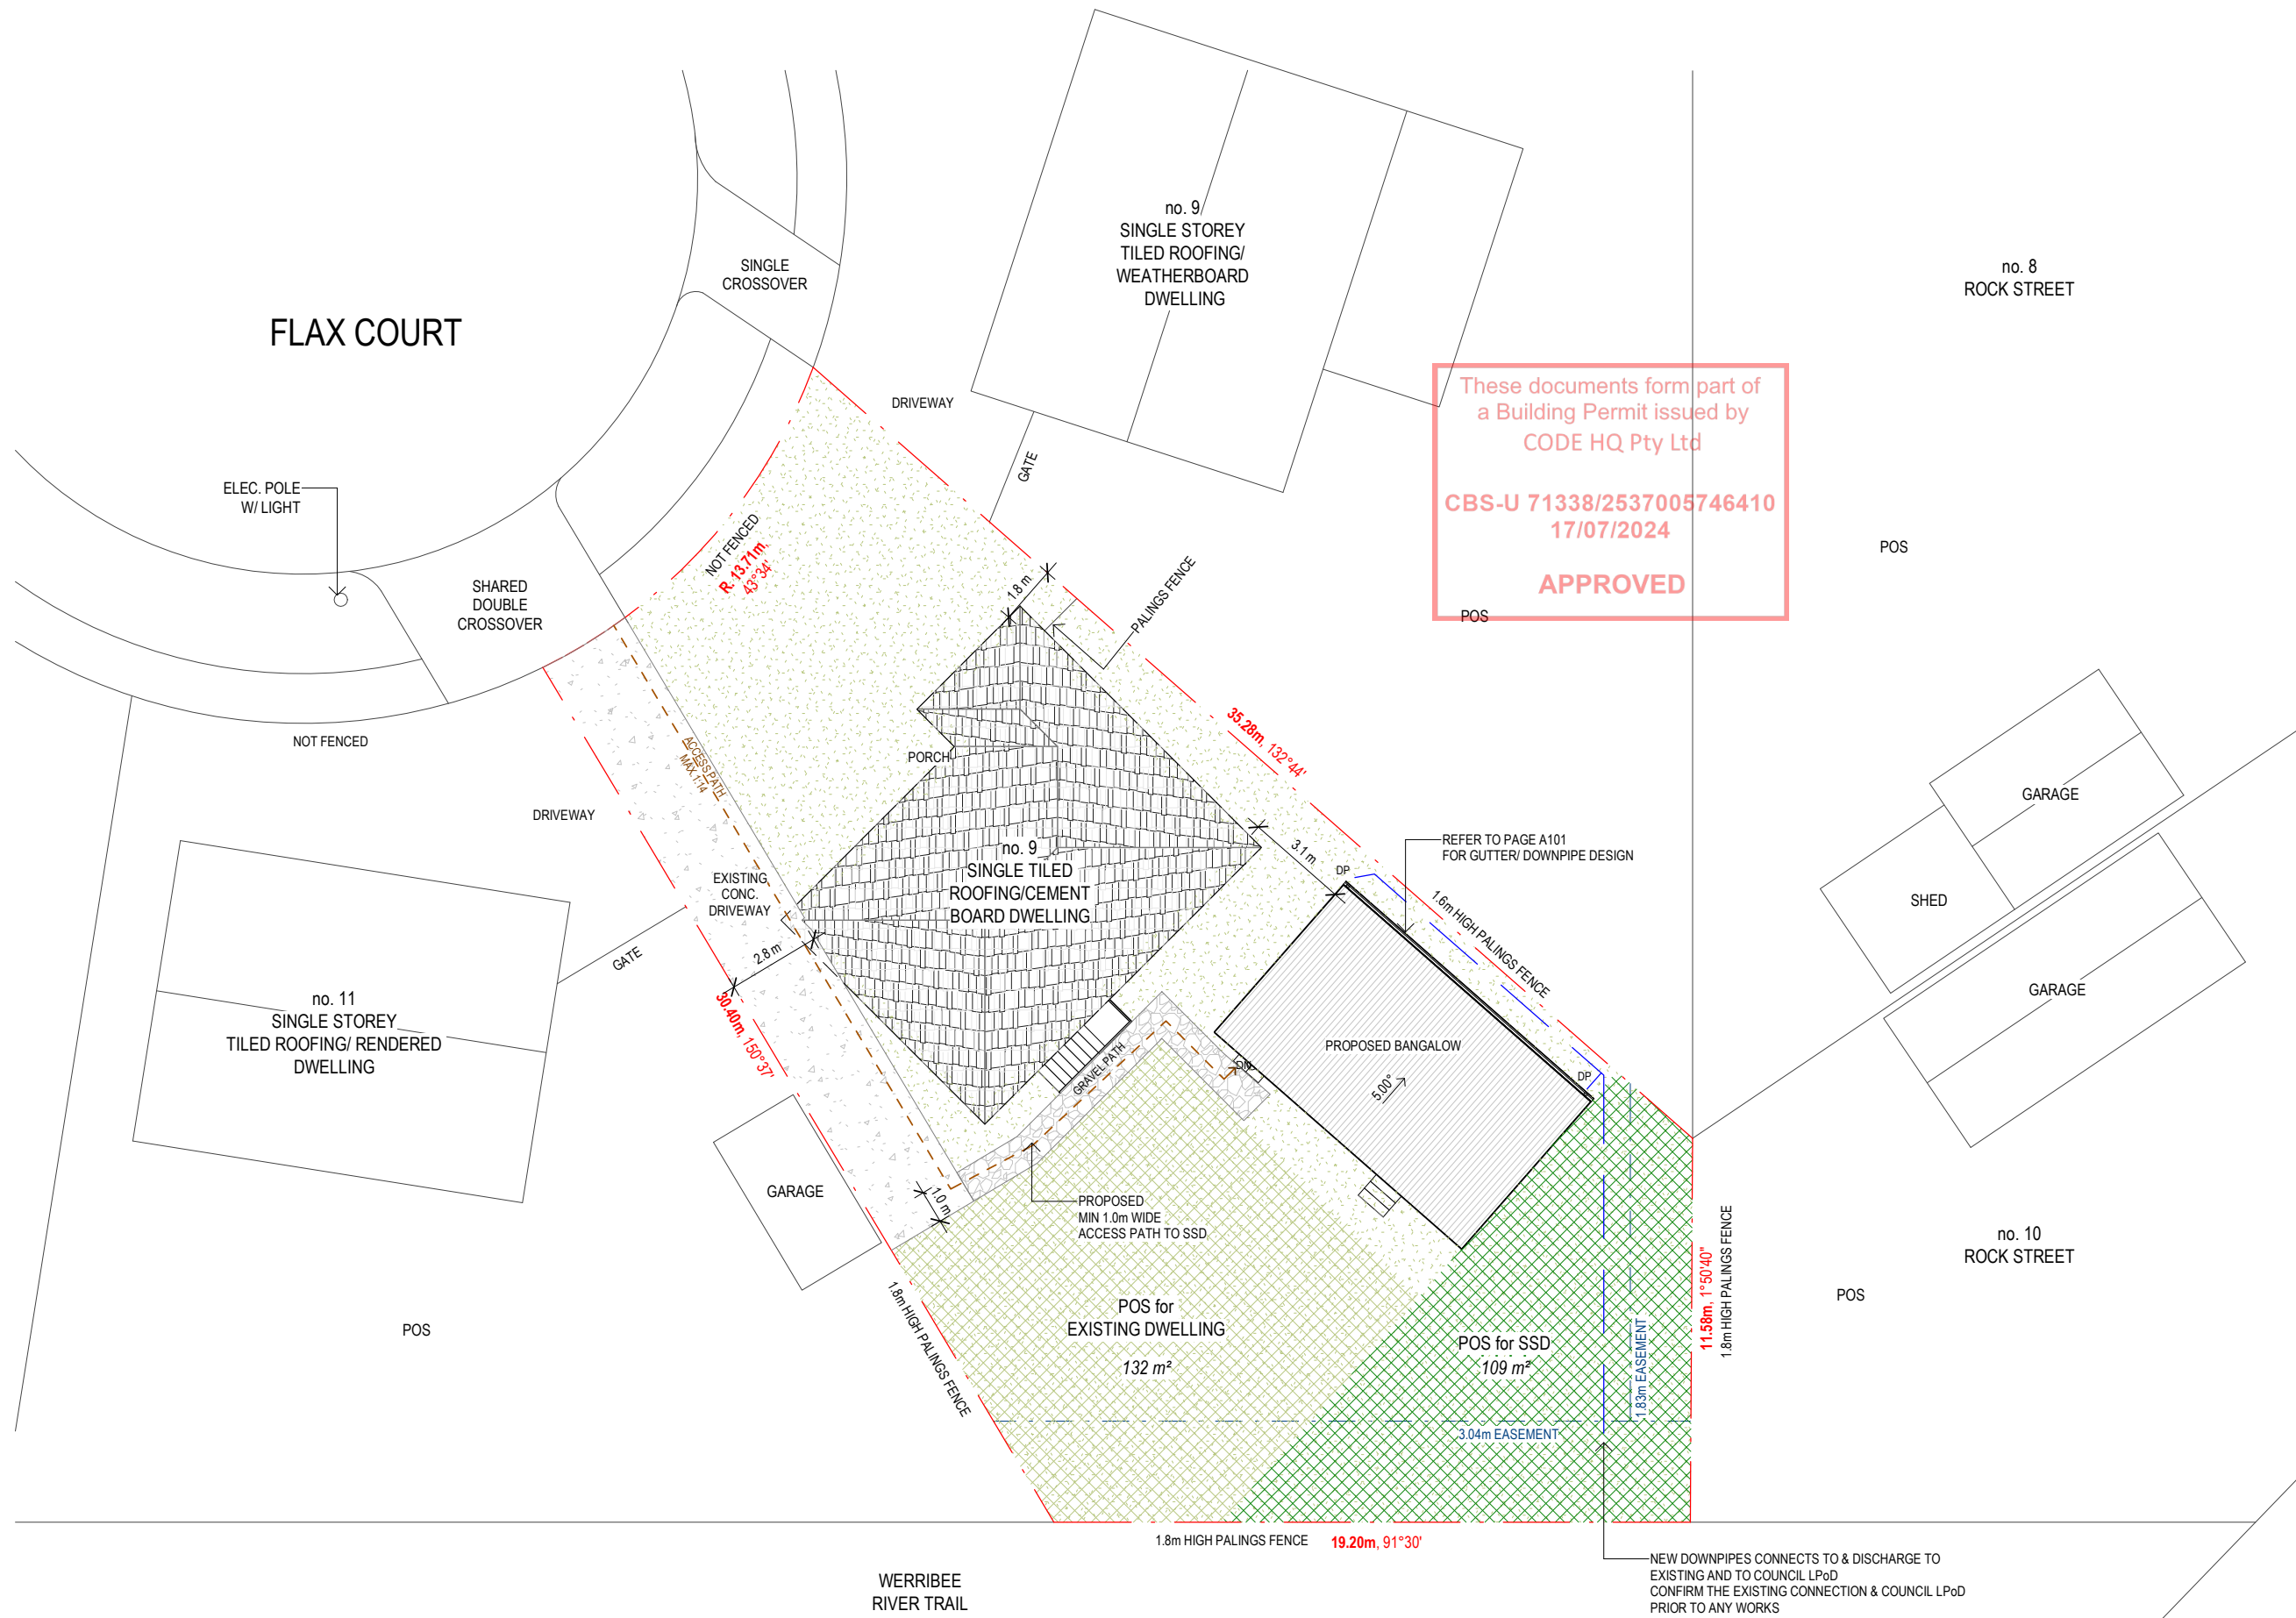 no. 9
SINGLE STOREY
TILED ROOFING/
WEATHERBOARD
DWELLING
SINGLE
CROSSOVER
no. 8
ROCK STREET
FLAX COURT
DRIVEWAY
These documents form part of
a Building Permit issued by
CODE HQ Pty Ltd
CBS-U 71338/2537005746410
17/07/2024
APPROVED
GATE
ELEC. POLE
W/ LIGHT
NOT FENCED
R. 13.71m,
43°34'
POS
POS
SHARED
DOUBLE
CROSSOVER
1.8 m
PALINGS FENCE
NOT FENCED
35.28m, 132°44'
ACCESS PATH
MAX. 1:14
PORCH
DRIVEWAY
GARAGE
REFER TO PAGE A101
FOR GUTTER/ DOWNPIPE DESIGN
3.1 m
no. 9
SINGLE TILED
ROOFING/CEMENT
BOARD DWELLING
DP
EXISTING
CONC.
DRIVEWAY
1.6m HIGH PALINGS FENCE
SHED
2.8 m
GATE
GARAGE
no. 11
SINGLE STOREY
TILED ROOFING/ RENDERED
DWELLING
30.40m, 150°37'
PROPOSED BANGALOW
GRAVEL PATH
DN
5.00°
DP
GARAGE
1.0 m
PROPOSED
MIN 1.0m WIDE
ACCESS PATH TO SSD
no. 10
ROCK STREET
11.58m, 1°50'40"
1.8m HIGH PALINGS FENCE
POS
POS
1.8m HIGH PALINGS FENCE
POS for
EXISTING DWELLING
132 m²
POS for SSD
109 m²
1.83m EASEMENT
3.04m EASEMENT
1.8m HIGH PALINGS FENCE 19.20m, 91°30'
WERRIBEE
RIVER TRAIL
NEW DOWNPIPES CONNECTS TO & DISCHARGE TO
EXISTING AND TO COUNCIL LPoD
CONFIRM THE EXISTING CONNECTION & COUNCIL LPoD
PRIOR TO ANY WORKS